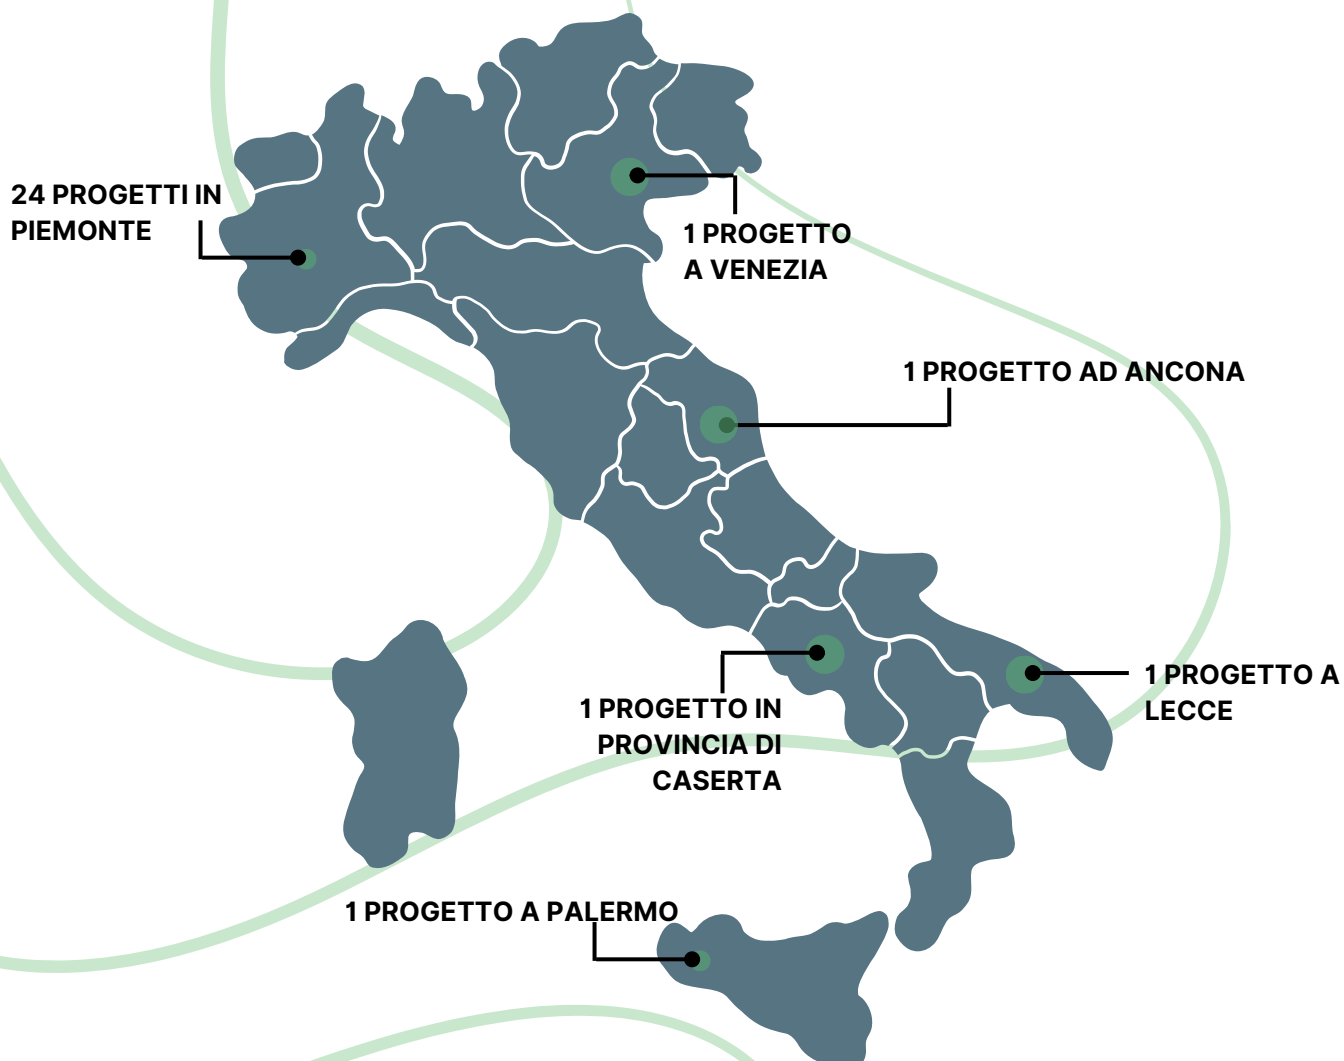 24 PROGETTI IN
PIEMONTE
1 PROGETTO
A VENEZIA
1 PROGETTO AD ANCONA
1 PROGETTO A
LECCE
1 PROGETTO IN
PROVINCIA DI
CASERTA
1 PROGETTO A PALERMO